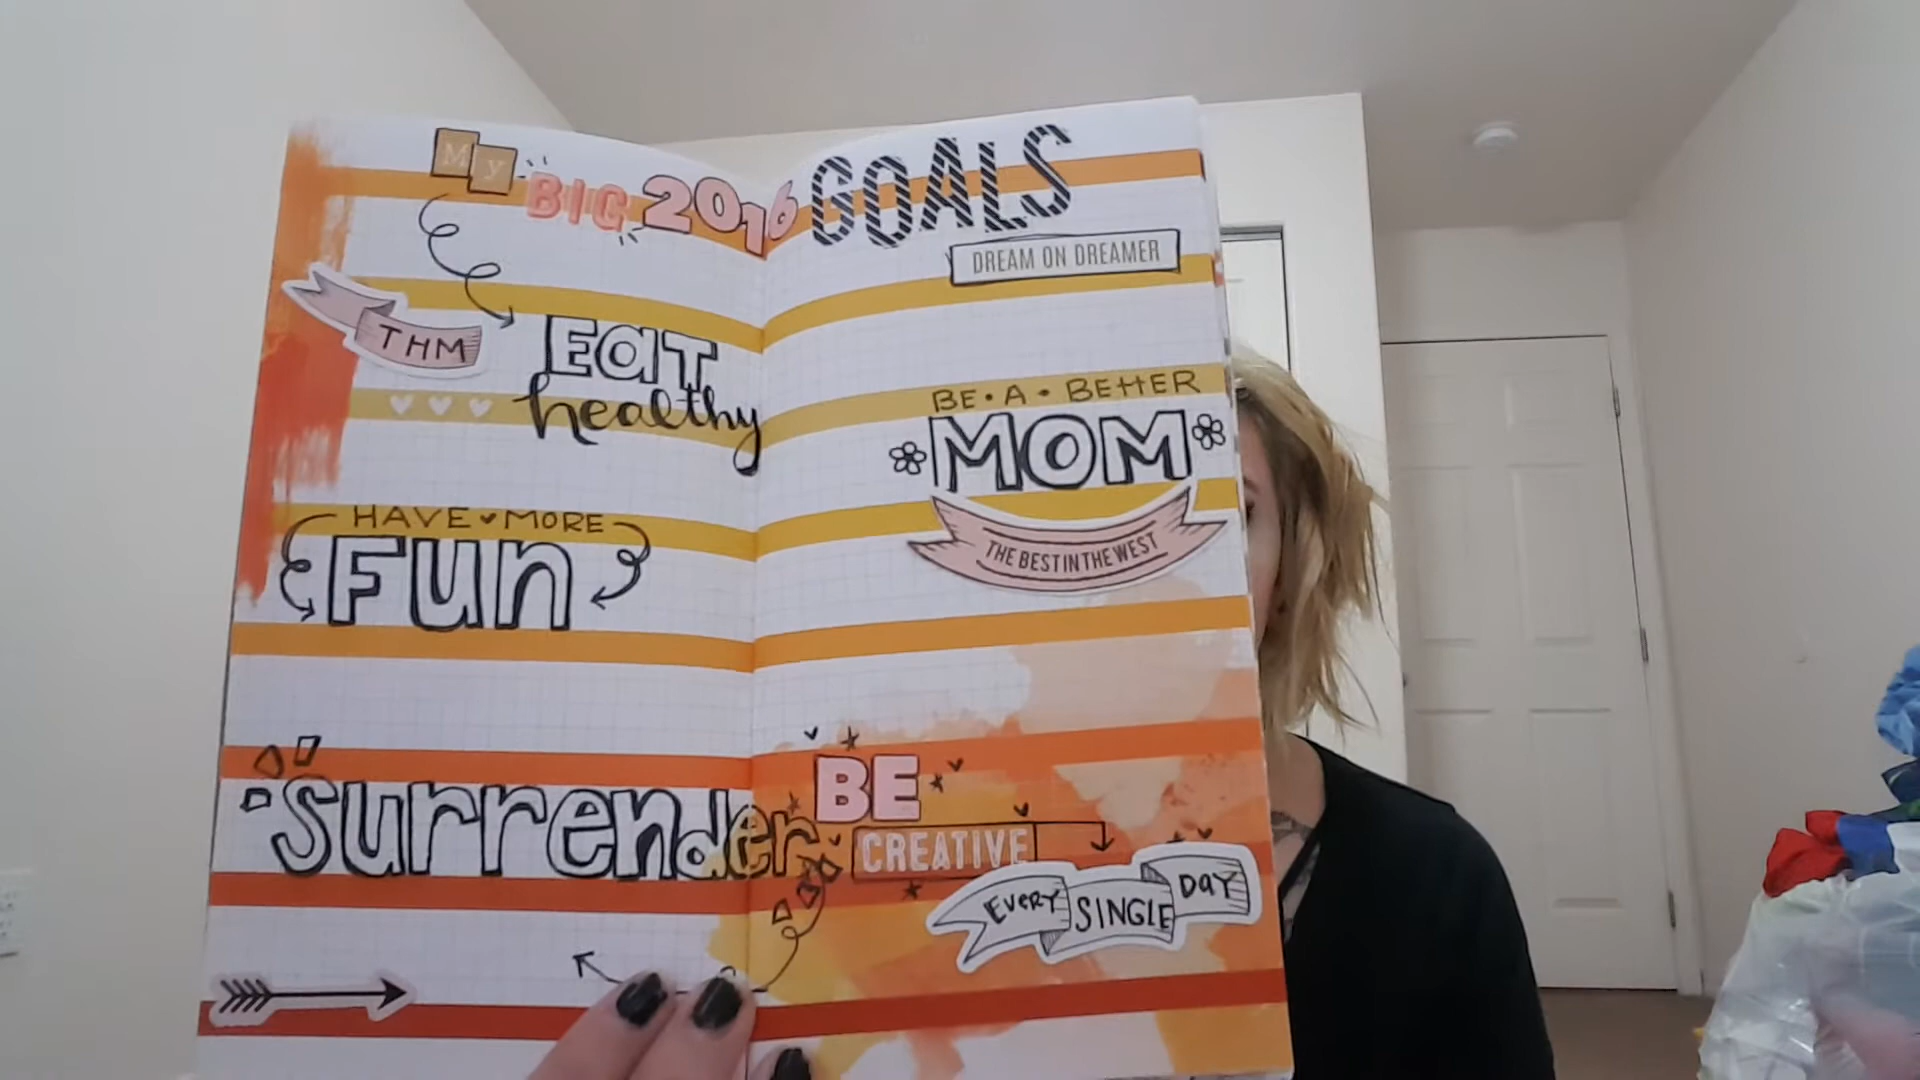 My BIG 2016 GOALS
DREAM ON DREAMER
THM
Eat
healthy
BE • A • BETTER
MOM
THE BEST IN THE WEST
HAVE MORE
Fun
Surrender
BE
CREATIVE
EVERY SINGLE DAY